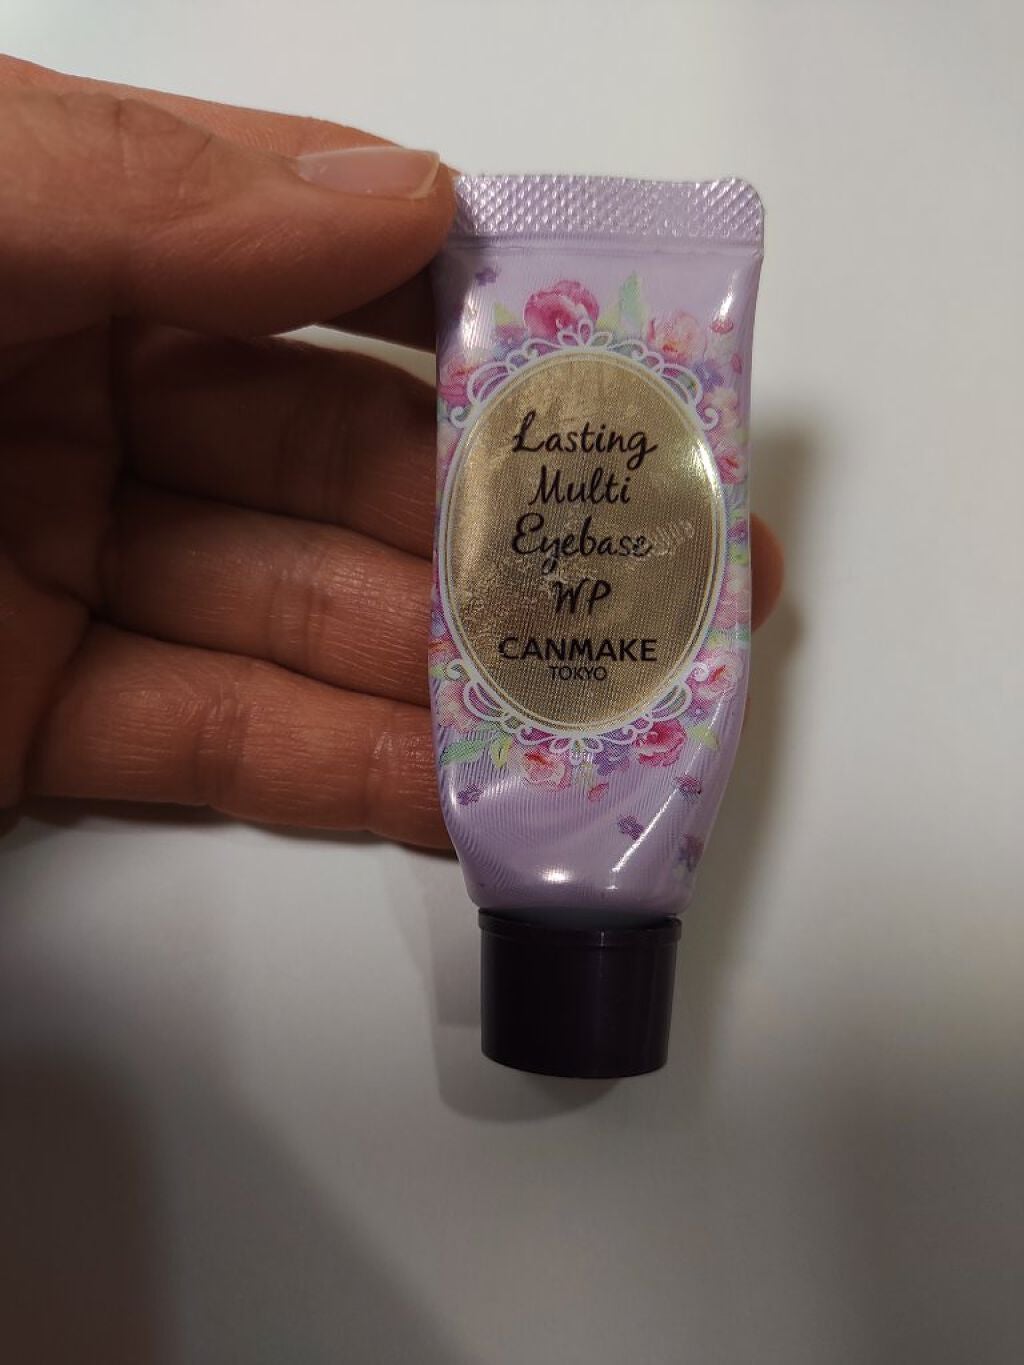 Lasting
Multi
Eyebase
WP
CANMAKE
TOKYO